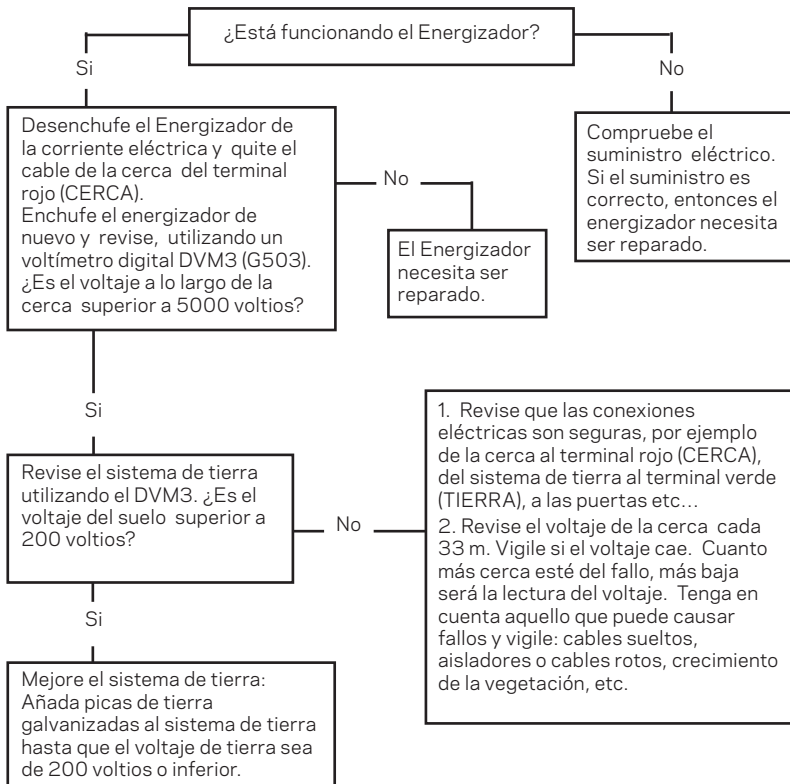 ¿Está funcionando el Energizador?
Si
No
Desenchufe el Energizador de
la corriente eléctrica y quite el
cable de la cerca del terminal
rojo (CERCA).
Enchufe el energizador de
nuevo y revise, utilizando un
voltímetro digital DVM3 (G503).
¿Es el voltaje a lo largo de la
cerca superior a 5000 voltios?
No
El Energizador
necesita ser
reparado.
Compruebe el
suministro eléctrico.
Si el suministro es
correcto, entonces el
energizador necesita
ser reparado.
Si
Revise el sistema de tierra
utilizando el DVM3. ¿Es el
voltaje del suelo superior a
200 voltios?
No
1. Revise que las conexiones
eléctricas son seguras, por ejemplo
de la cerca al terminal rojo (CERCA),
del sistema de tierra al terminal verde
(TIERRA), a las puertas etc...
2. Revise el voltaje de la cerca cada
33 m. Vigile si el voltaje cae. Cuanto
más cerca esté del fallo, más baja
será la lectura del voltaje. Tenga en
cuenta aquello que puede causar
fallos y vigile: cables sueltos,
aisladores o cables rotos, crecimiento
de la vegetación, etc.
Si
Mejore el sistema de tierra:
Añada picas de tierra
galvanizadas al sistema de tierra
hasta que el voltaje de tierra sea
de 200 voltios o inferior.